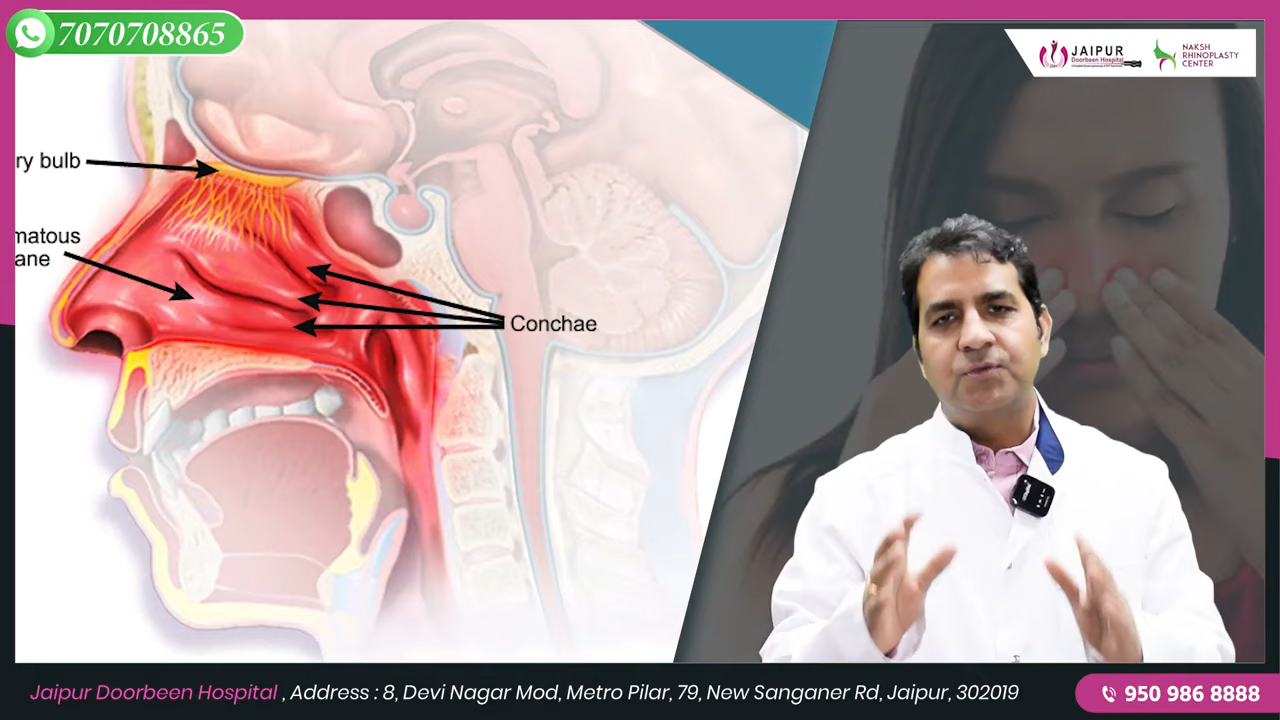 7070708865
JAIPUR
Doorbeen Hospital
NAKSH
RHINOPLASTY
CENTER
ry bulb
matous
ane
Conchae
Jaipur Doorbeen Hospital , Address : 8, Devi Nagar Mod, Metro Pilar, 79, New Sanganer Rd, Jaipur, 302019
950 986 8888